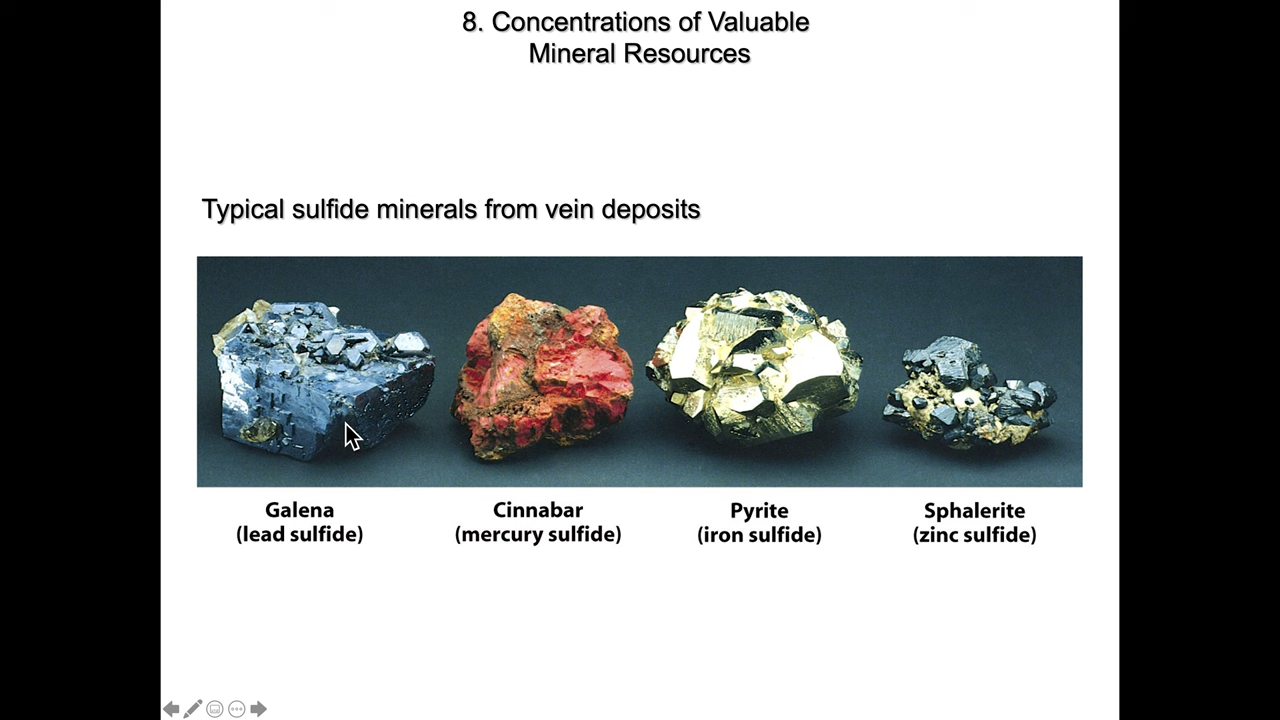 8. Concentrations of Valuable
Mineral Resources
Typical sulfide minerals from vein deposits
Galena
(lead sulfide)
Cinnabar
(mercury sulfide)
Pyrite
(iron sulfide)
Sphalerite
(zinc sulfide)